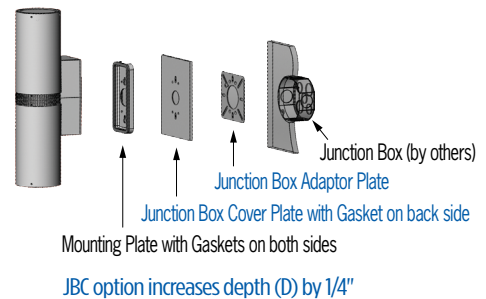 Junction Box (by others)
Junction Box Adaptor Plate
Junction Box Cover Plate with Gasket on back side
Mounting Plate with Gaskets on both sides
JBC option increases depth (D) by 1/4"